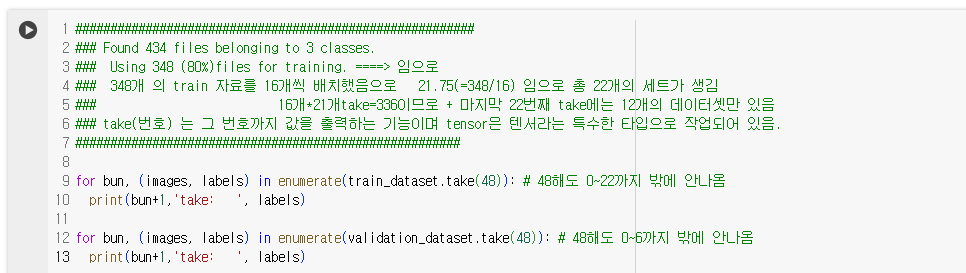 1 #########################################################
2 ### Found 434 files belonging to 3 classes.
3 ###  Using 348 (80%)files for training. ====> 임으로
4 ###  348개 의 train 자료를 16개씩 배치했음으로   21.75(=348/16) 임으로 총 22개의 세트가 생김
5 ###                          16개*21개take=336이므로 + 마지막 22번째 take에는 12개의 데이터셋만 있음
6 ### take(번호) 는 그 번호까지 값을 출력하는 기능이며 tensor은 텐서라는 특수한 타입으로 작업되어 있음.
7 #######################################################
8
9 for bun, (images, labels) in enumerate(train_dataset.take(48)): # 48해도 0~22까지 밖에 안나옴
10   print(bun+1,'take:   ', labels)
11
12 for bun, (images, labels) in enumerate(validation_dataset.take(48)): # 48해도 0~6까지 밖에 안나옴
13   print(bun+1,'take:   ', labels)